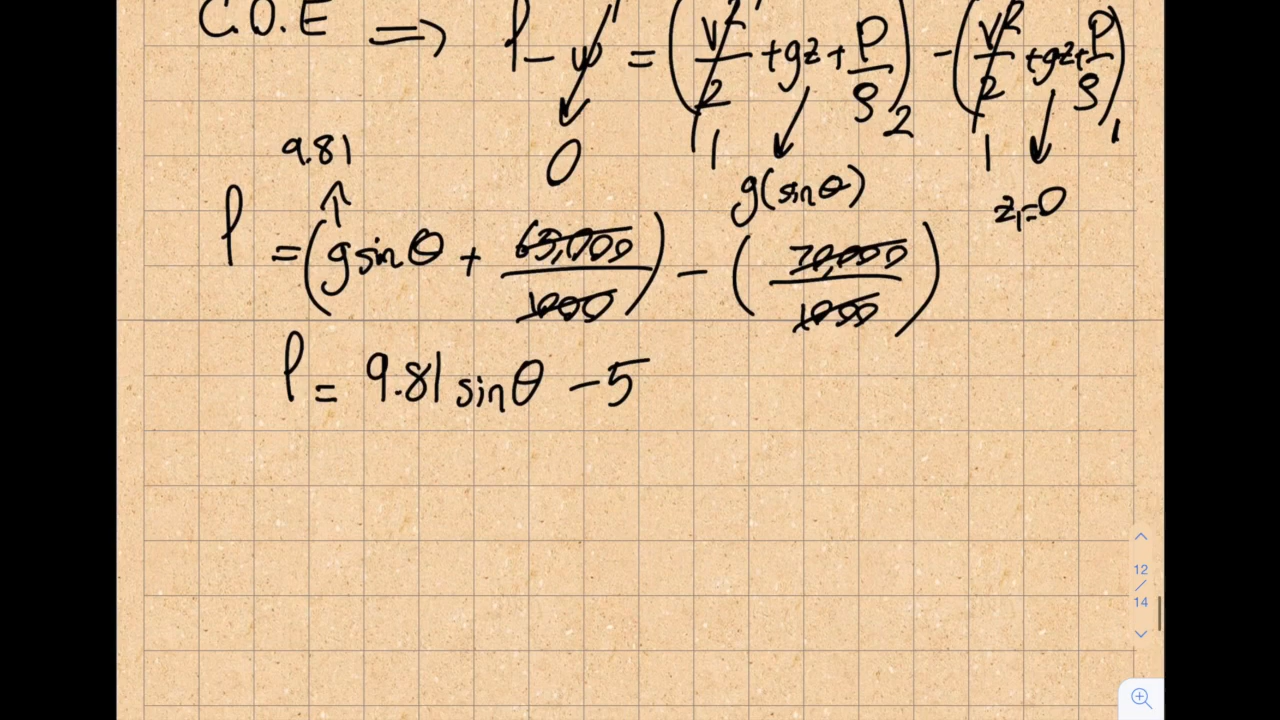 C.O.E ⟹ l - w = (V²/2 + gz + P/ρ)₂ - (V²/2 + gz + P/ρ)₁
9.81 0 g(sinθ) z₁=0
l = (g sinθ + 65,000/1000) - (70,000/1000)
l = 9.81 sinθ - 5
12
/
14